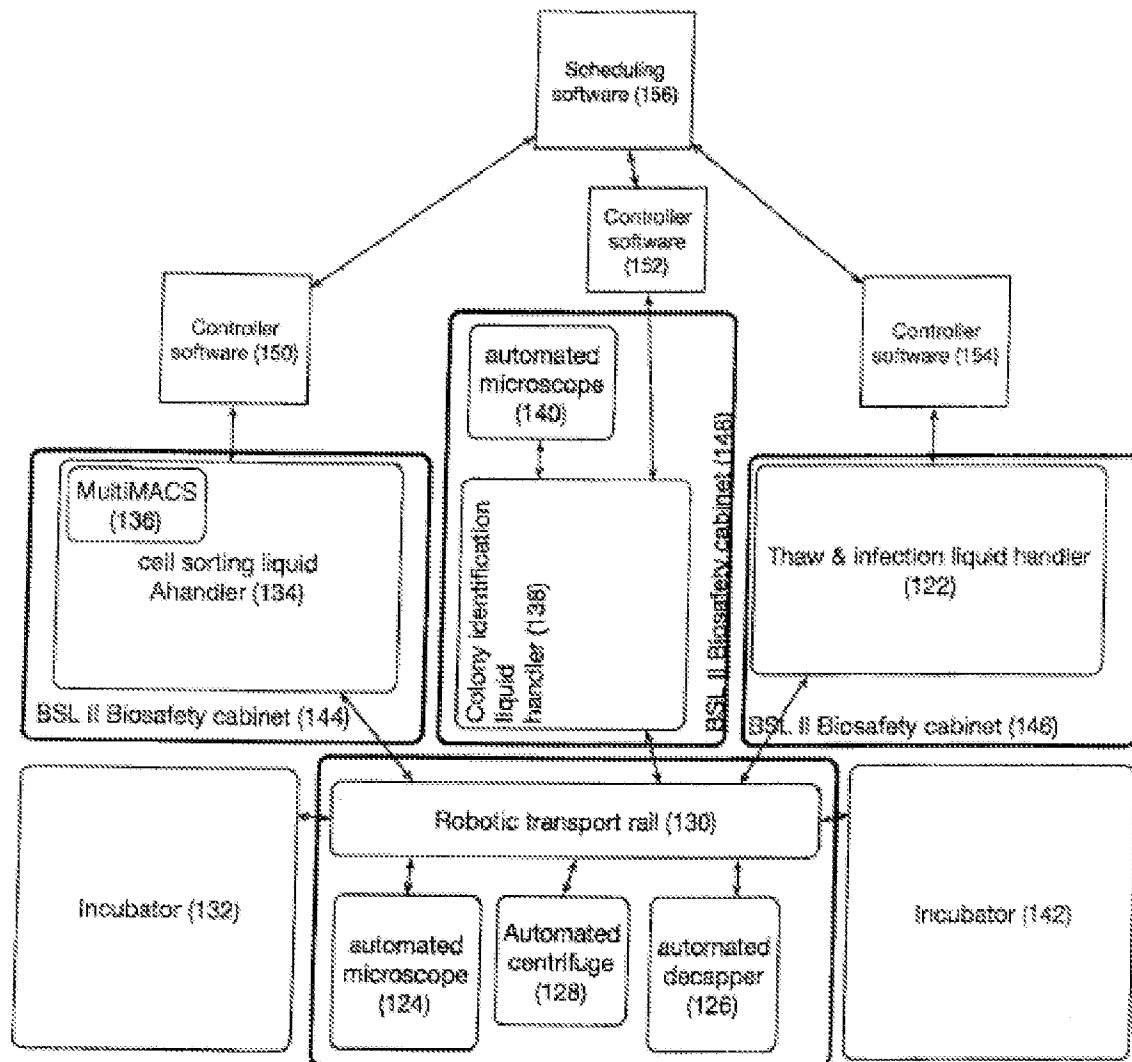 Scheduling
software (156)
Controller
software
(152)
Controller
software (150)
Controller
software (154)
automated
microscope
(140)
BSL II Biosafety cabinet (148)
MultiMACS
(136)
cell sorting liquid
Ahandler (134)
Colony identification
liquid
handler (138)
Thaw & infection liquid handler
(122)
BSL II Biosafety cabinet (144)
BSL II Biosafety cabinet (146)
Robotic transport rail (130)
Incubator (132)
Incubator (142)
automated
microscope
(124)
Automated
centrifuge
(128)
automated
decapper
(126)